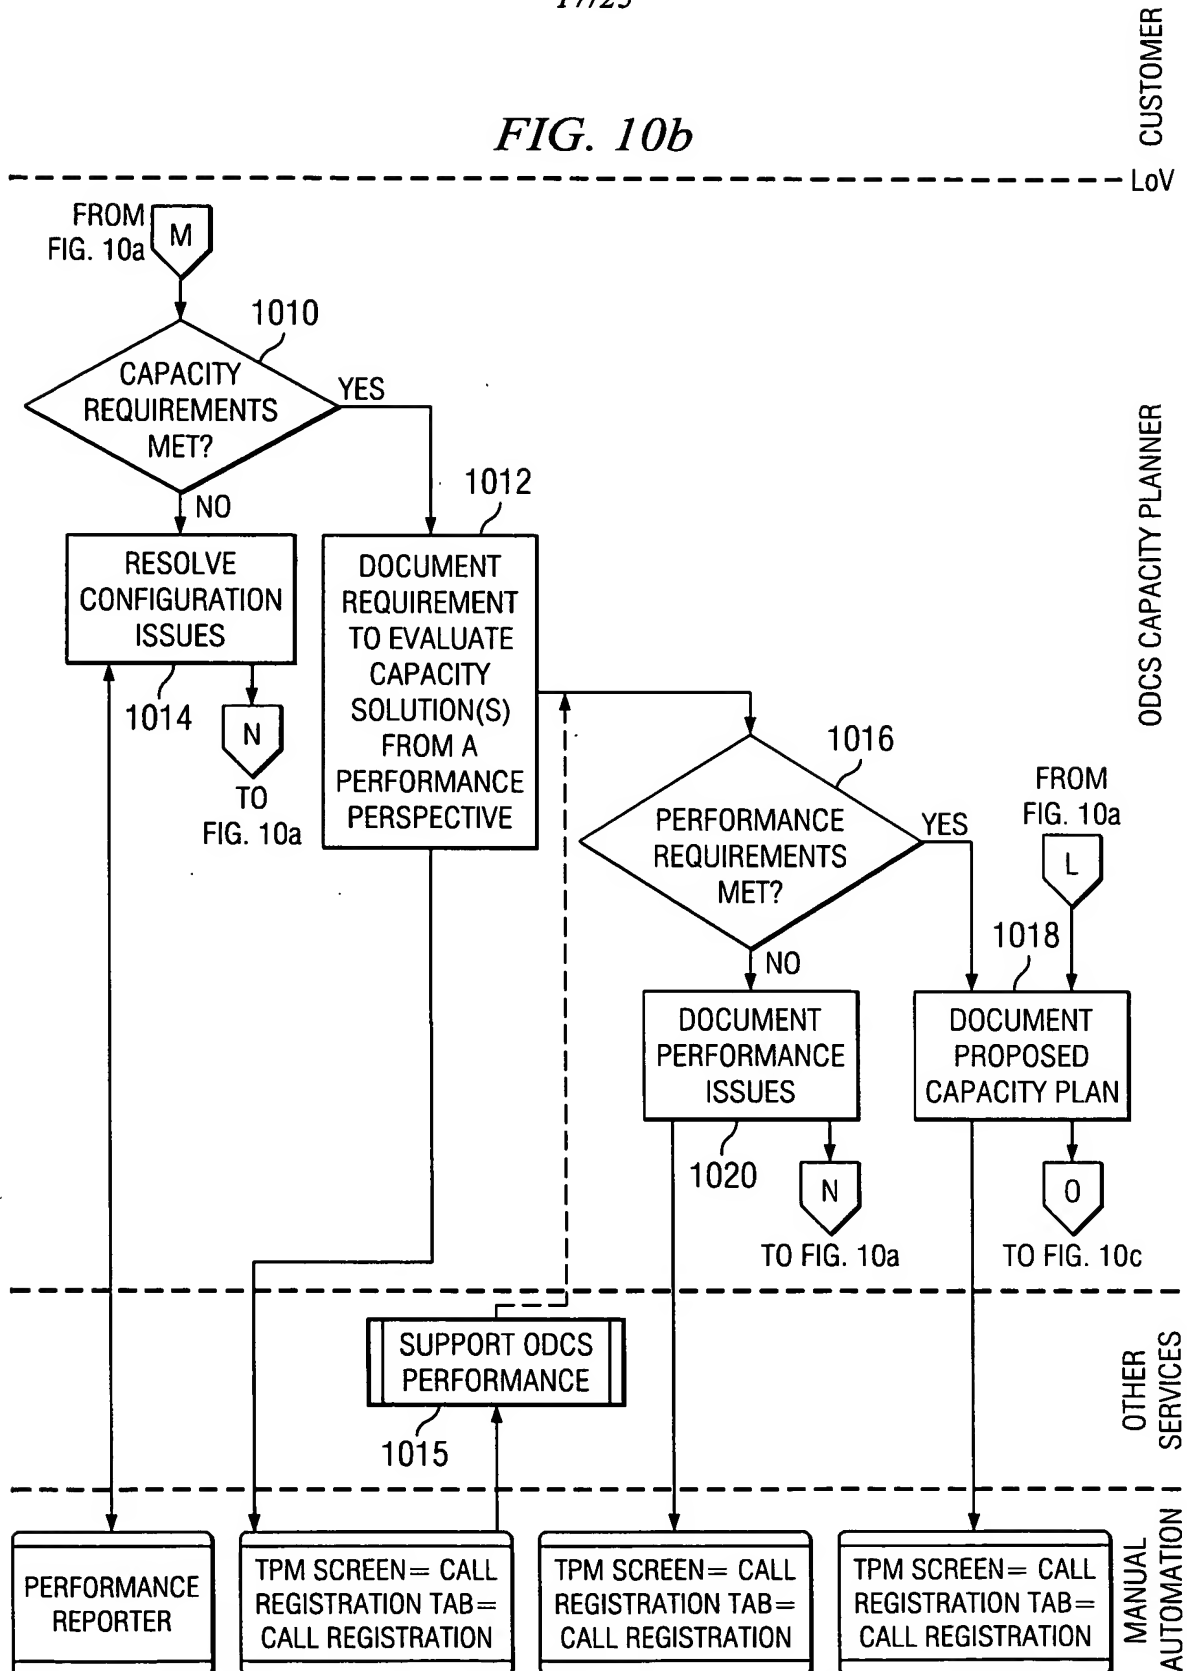 17/25
CUSTOMER
FIG. 10b
LoV
FROM
FIG. 10a
M
1010
CAPACITY
REQUIREMENTS
MET?
YES
NO
1012
RESOLVE
CONFIGURATION
ISSUES
1014
N
TO
FIG. 10a
DOCUMENT
REQUIREMENT
TO EVALUATE
CAPACITY
SOLUTION(S)
FROM A
PERFORMANCE
PERSPECTIVE
ODCS CAPACITY PLANNER
1016
PERFORMANCE
REQUIREMENTS
MET?
YES
NO
FROM
FIG. 10a
L
1018
DOCUMENT
PERFORMANCE
ISSUES
1020
N
TO FIG. 10a
DOCUMENT
PROPOSED
CAPACITY PLAN
O
TO FIG. 10c
SUPPORT ODCS
PERFORMANCE
1015
OTHER
SERVICES
PERFORMANCE
REPORTER
TPM SCREEN= CALL
REGISTRATION TAB=
CALL REGISTRATION
TPM SCREEN= CALL
REGISTRATION TAB=
CALL REGISTRATION
TPM SCREEN= CALL
REGISTRATION TAB=
CALL REGISTRATION
MANUAL
AUTOMATION